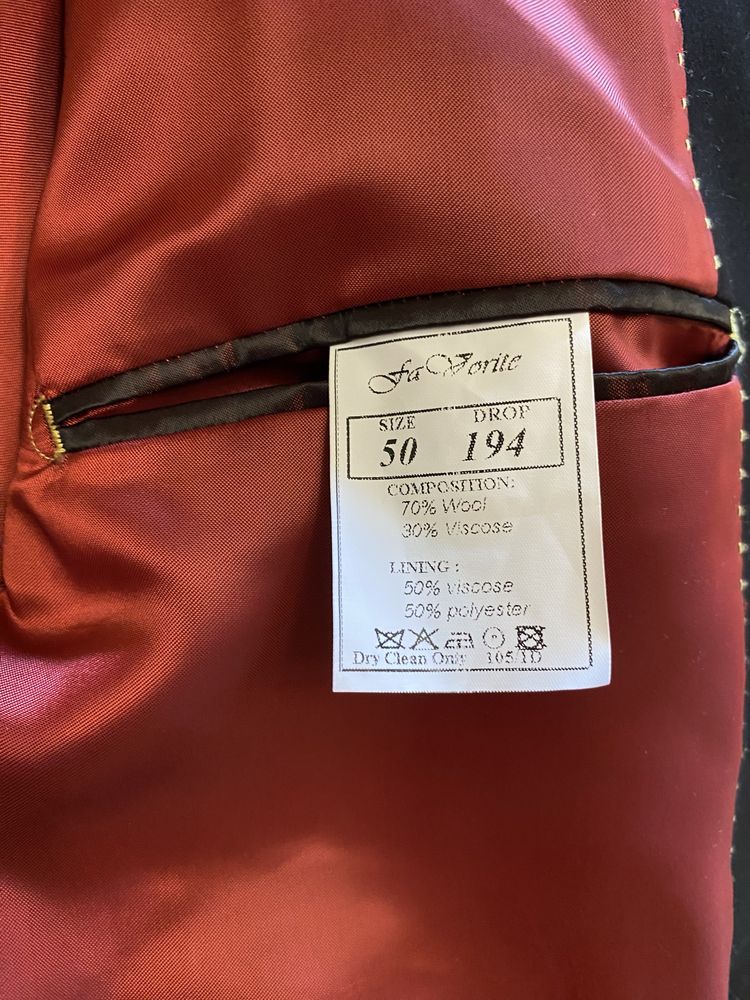 FaVorite
SIZE DROP
50 194
COMPOSITION:
70% Wool
30% Viscose
LINING :
50% viscose
50% polyester
Dry Clean Only 105/1D